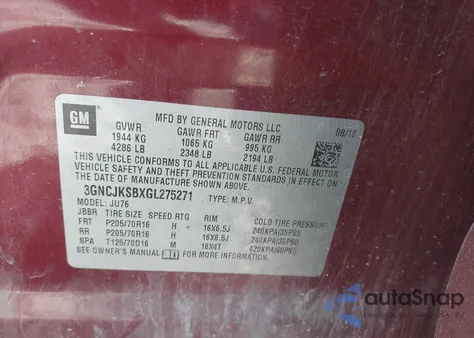 GM
MFD BY GENERAL MOTORS LLC
08/15
GVWR GAWR FRT GAWR RR
1944 KG 1065 KG 995 KG
4286 LB 2348 LB 2194 LB
THIS VEHICLE CONFORMS TO ALL APPLICABLE U.S.
FEDERAL MOTOR VEHICLE SAFETY AND
THEFT PREVENTION STANDARDS IN EFFECT ON THE
DATE OF MANUFACTURE SHOWN ABOVE.
3GNCJKSBXGL275271 TYPE: M.P.V.
MODEL: JU76
JBBR TIRE SIZE SPEED RTG RIM COLD TIRE PRESSURE
FRT P205/70R16 H 16X6.5J 240KPA(35PSI)
RR P205/70R16 H 16X6.5J 240KPA(35PSI)
SPA T125/70D16 M 16X4T 420KPA(60PSI)
SEE OWNER'S MANUAL FOR ADDITIONAL INFORMATION.
autoSnap